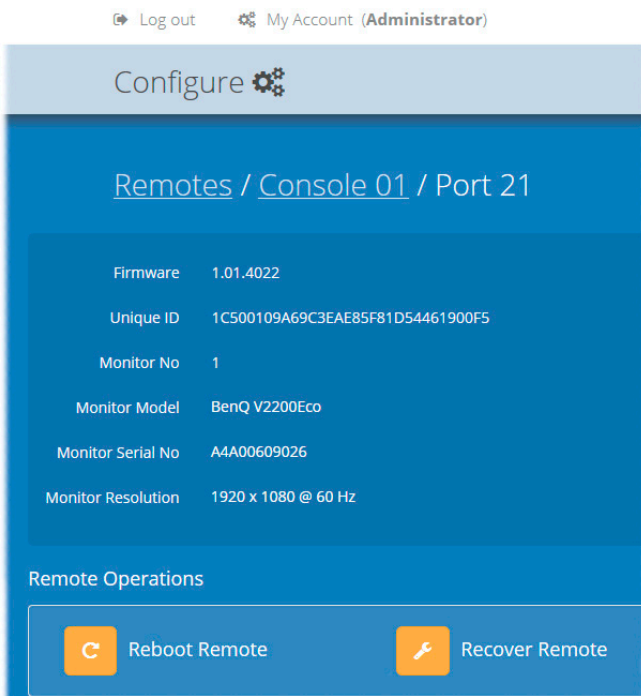 Log out My Account (Administrator)
Configure
Remotes / Console 01 / Port 21
Firmware 1.01.4022
Unique ID 1C500109A69C3EAE85F81D54461900F5
Monitor No 1
Monitor Model BenQ V2200Eco
Monitor Serial No A4A00609026
Monitor Resolution 1920 x 1080 @ 60 Hz
Remote Operations
Reboot Remote Recover Remote